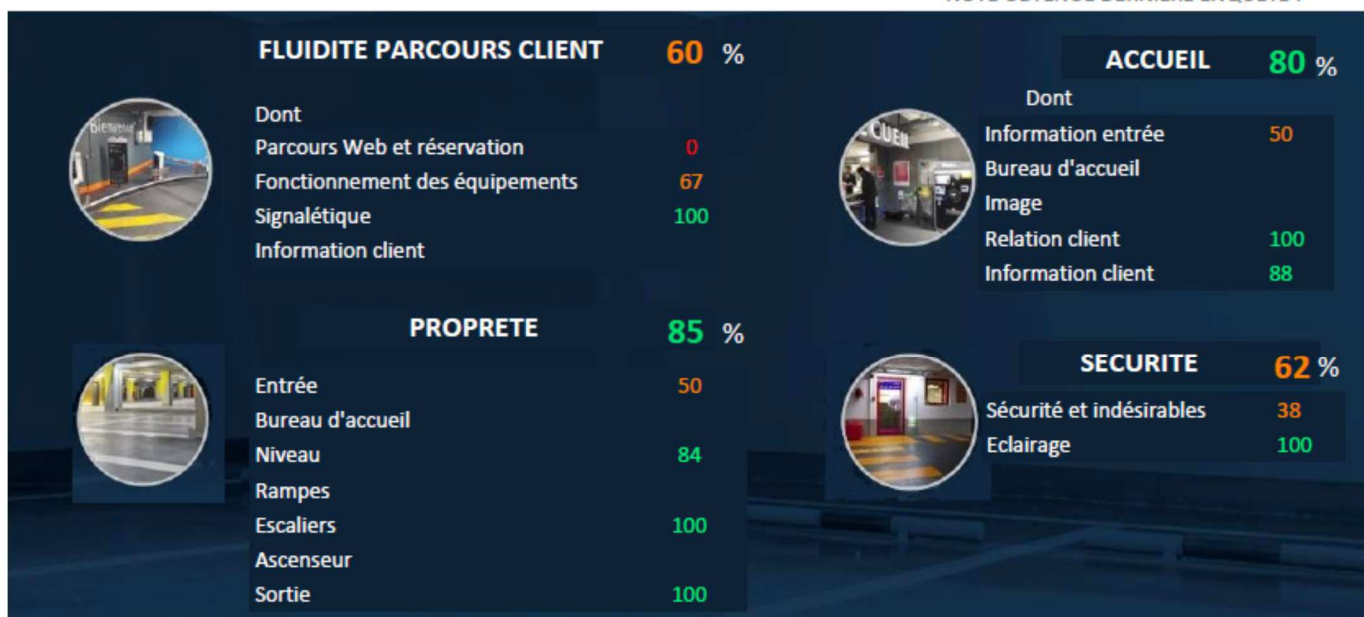 FLUIDITE PARCOURS CLIENT 60 %
Dont
Parcours Web et réservation 0
Fonctionnement des équipements 67
Signalétique 100
Information client
ACCUEIL 80 %
Dont
Information entrée 50
Bureau d'accueil
Image
Relation client 100
Information client 88
PROPRETE 85 %
Entrée 50
Bureau d'accueil
Niveau 84
Rampes
Escaliers 100
Ascenseur
Sortie 100
SECURITE 62 %
Sécurité et indésirables 38
Eclairage 100